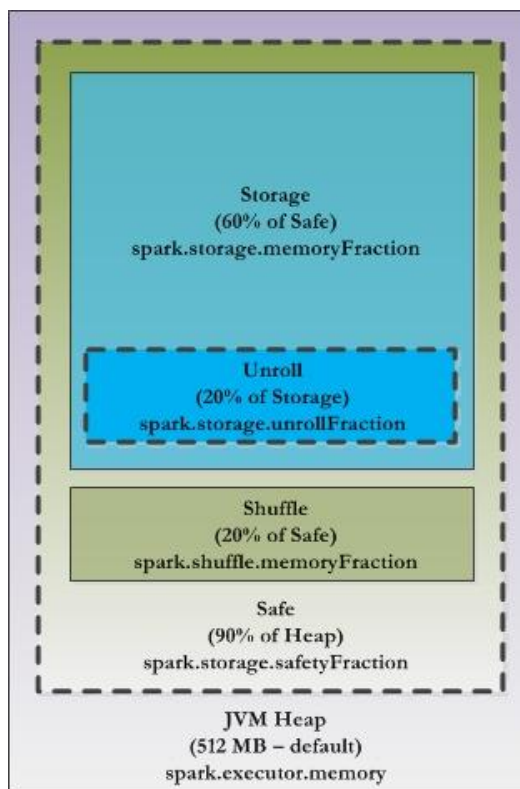 Storage
(60% of Safe)
spark.storage.memoryFraction
Unroll
(20% of Storage)
spark.storage.unrollFraction
Shuffle
(20% of Safe)
spark.shuffle.memoryFraction
Safe
(90% of Heap)
spark.storage.safetyFraction
JVM Heap
(512 MB – default)
spark.executor.memory